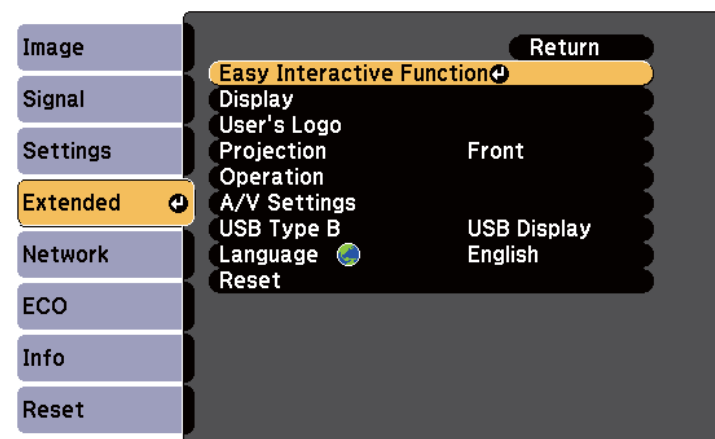 Image
Signal
Settings
Extended
Network
ECO
Info
Reset
Return
Easy Interactive Function
Display
User's Logo
Projection Front
Operation
A/V Settings
USB Type B USB Display
Language English
Reset